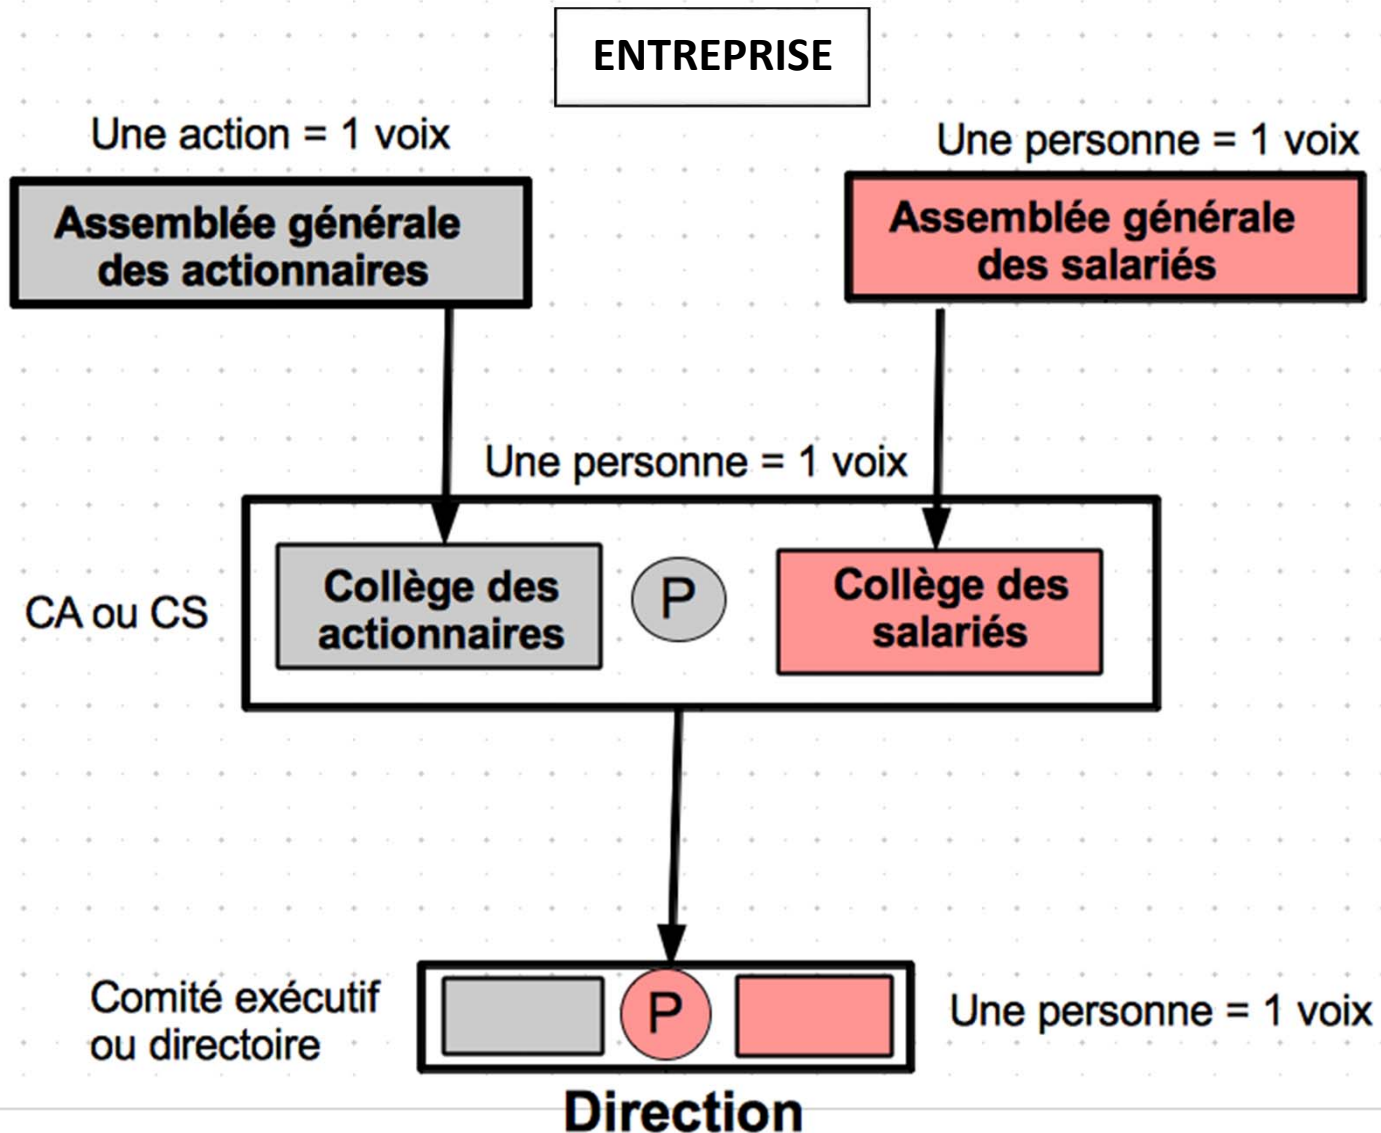 ENTREPRISE
Une action = 1 voix
Une personne = 1 voix
Assemblée générale
des actionnaires
Assemblée générale
des salariés
Une personne = 1 voix
CA ou CS
Collège des
actionnaires
P
Collège des
salariés
Comité exécutif
ou directoire
P
Une personne = 1 voix
Direction